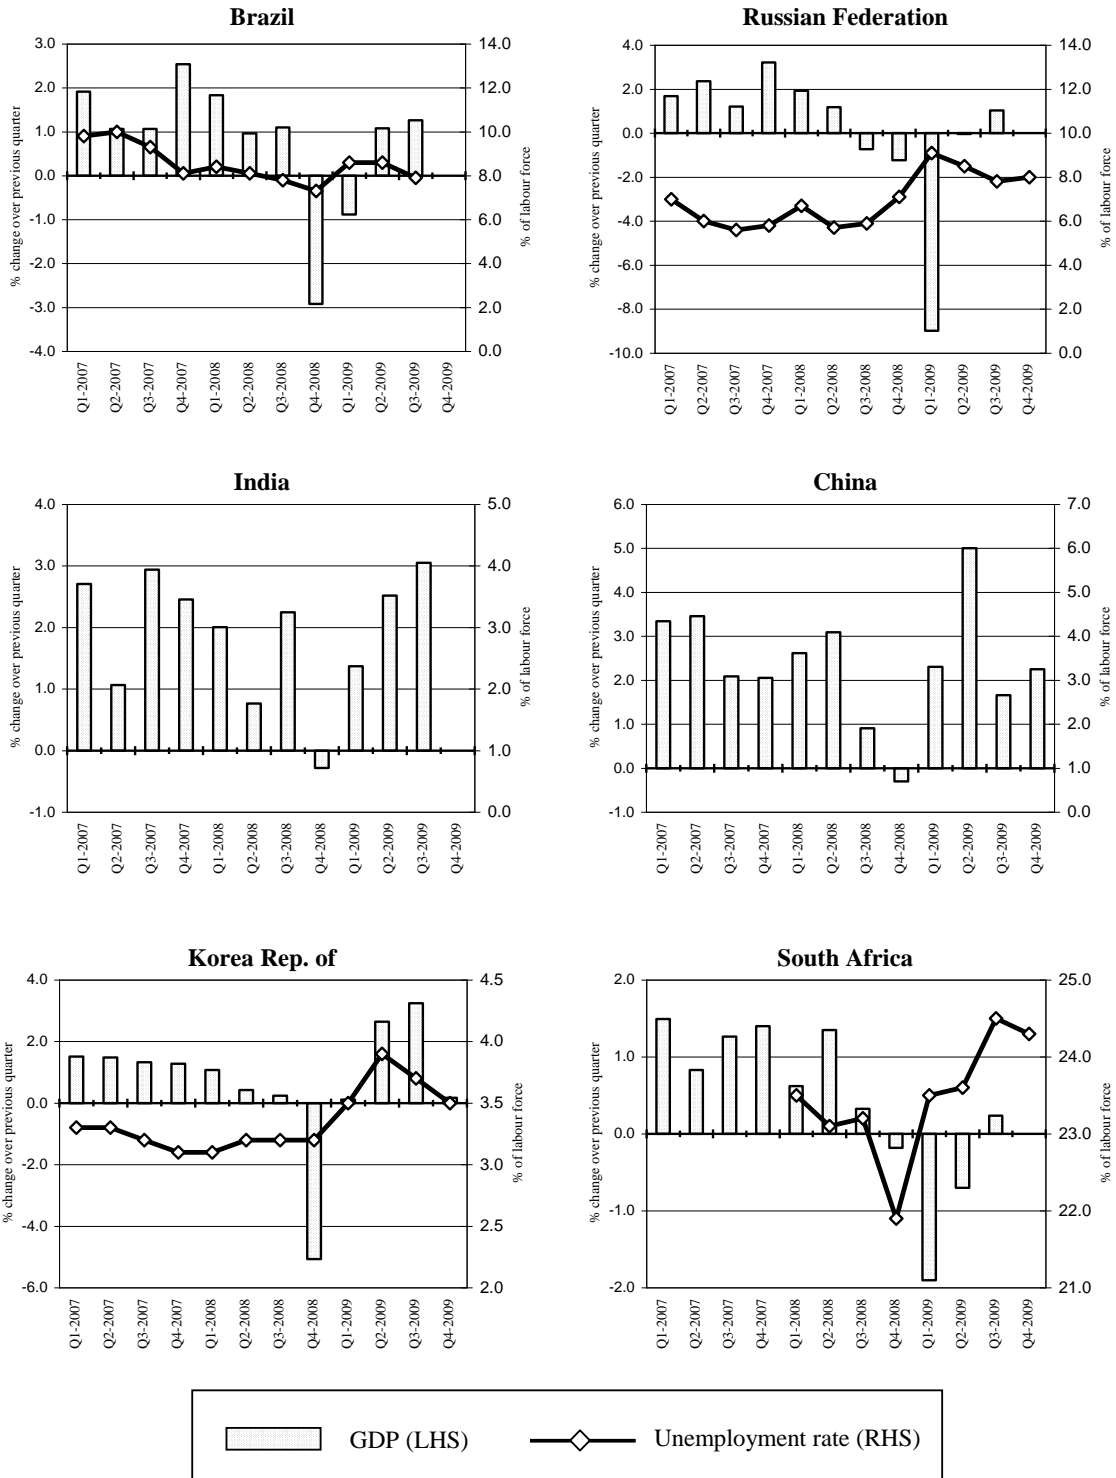 Brazil
3.0
2.0
1.0
0.0
-1.0
-2.0
-3.0
-4.0
% change over previous quarter
14.0
12.0
10.0
8.0
6.0
4.0
2.0
0.0
% of labour force
Q1-2007
Q2-2007
Q3-2007
Q4-2007
Q1-2008
Q2-2008
Q3-2008
Q4-2008
Q1-2009
Q2-2009
Q3-2009
Q4-2009
Russian Federation
4.0
2.0
0.0
-2.0
-4.0
-6.0
-8.0
-10.0
% change over previous quarter
14.0
12.0
10.0
8.0
6.0
4.0
2.0
0.0
% of labour force
Q1-2007
Q2-2007
Q3-2007
Q4-2007
Q1-2008
Q2-2008
Q3-2008
Q4-2008
Q1-2009
Q2-2009
Q3-2009
Q4-2009
India
4.0
3.0
2.0
1.0
0.0
-1.0
% change over previous quarter
5.0
4.0
3.0
2.0
1.0
0.0
% of labour force
Q1-2007
Q2-2007
Q3-2007
Q4-2007
Q1-2008
Q2-2008
Q3-2008
Q4-2008
Q1-2009
Q2-2009
Q3-2009
Q4-2009
China
6.0
5.0
4.0
3.0
2.0
1.0
0.0
-1.0
% change over previous quarter
7.0
6.0
5.0
4.0
3.0
2.0
1.0
0.0
% of labour force
Q1-2007
Q2-2007
Q3-2007
Q4-2007
Q1-2008
Q2-2008
Q3-2008
Q4-2008
Q1-2009
Q2-2009
Q3-2009
Q4-2009
Korea Rep. of
4.0
2.0
0.0
-2.0
-4.0
-6.0
% change over previous quarter
4.5
4.0
3.5
3.0
2.5
2.0
% of labour force
Q1-2007
Q2-2007
Q3-2007
Q4-2007
Q1-2008
Q2-2008
Q3-2008
Q4-2008
Q1-2009
Q2-2009
Q3-2009
Q4-2009
South Africa
2.0
1.0
0.0
-1.0
-2.0
% change over previous quarter
25.0
24.0
23.0
22.0
21.0
% of labour force
Q1-2007
Q2-2007
Q3-2007
Q4-2007
Q1-2008
Q2-2008
Q3-2008
Q4-2008
Q1-2009
Q2-2009
Q3-2009
Q4-2009
GDP (LHS)
Unemployment rate (RHS)